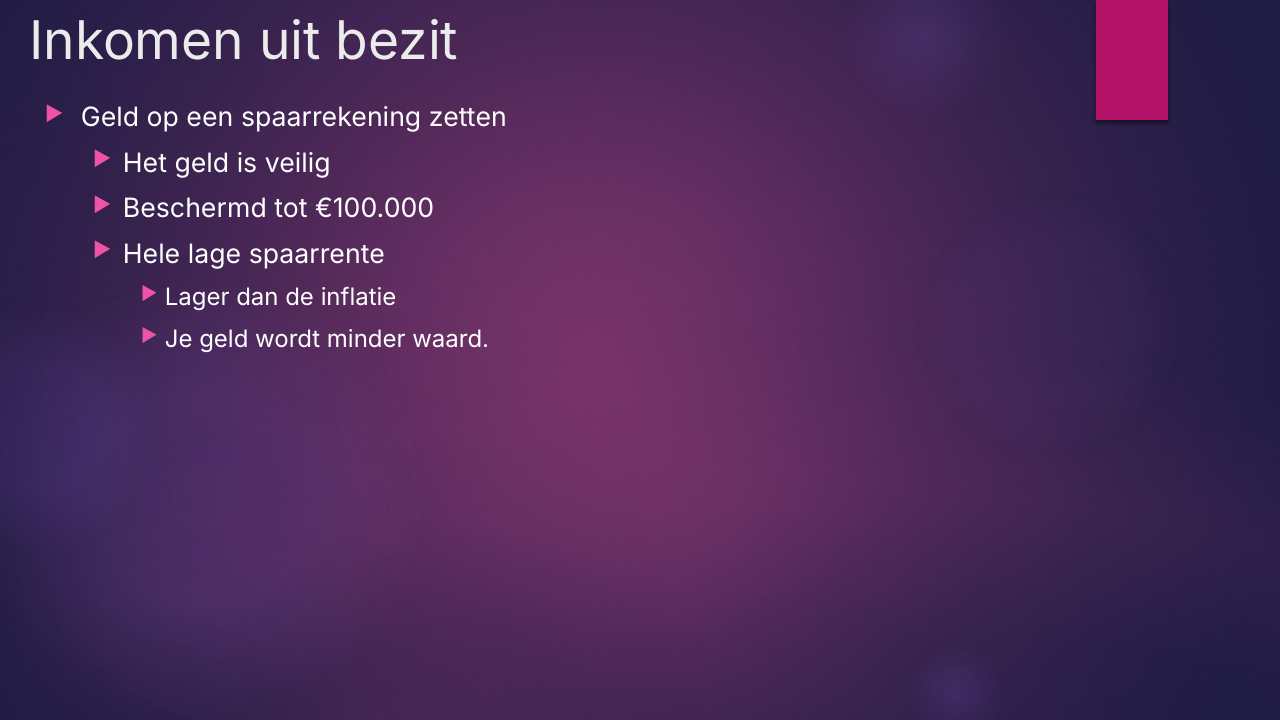 Inkomen uit bezit
Geld op een spaarrekening zetten
Het geld is veilig
Beschermd tot €100.000
Hele lage spaarrente
Lager dan de inflatie
Je geld wordt minder waard.